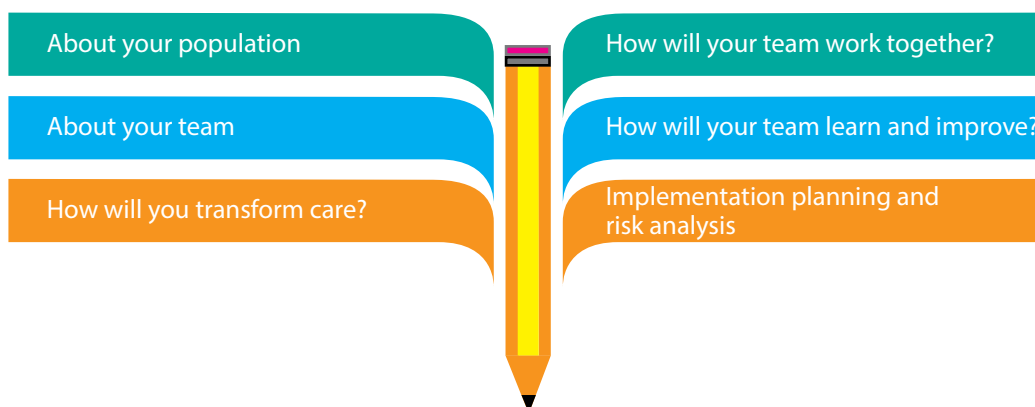 About your population
About your team
How will you transform care?
How will your team work together?
How will your team learn and improve?
Implementation planning and
risk analysis